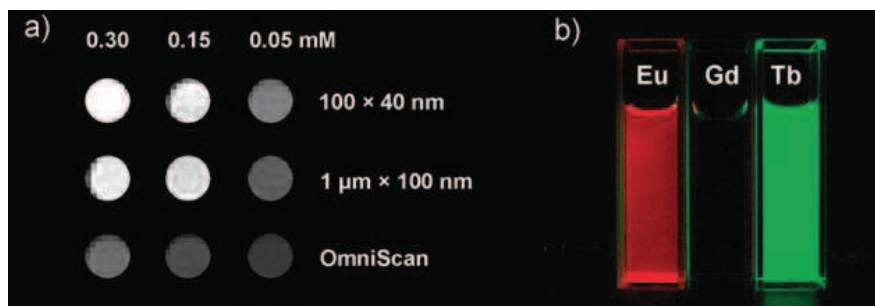 a)
0.30 0.15 0.05 mM
100 × 40 nm
1 µm × 100 nm
OmniScan
b)
Eu Gd Tb